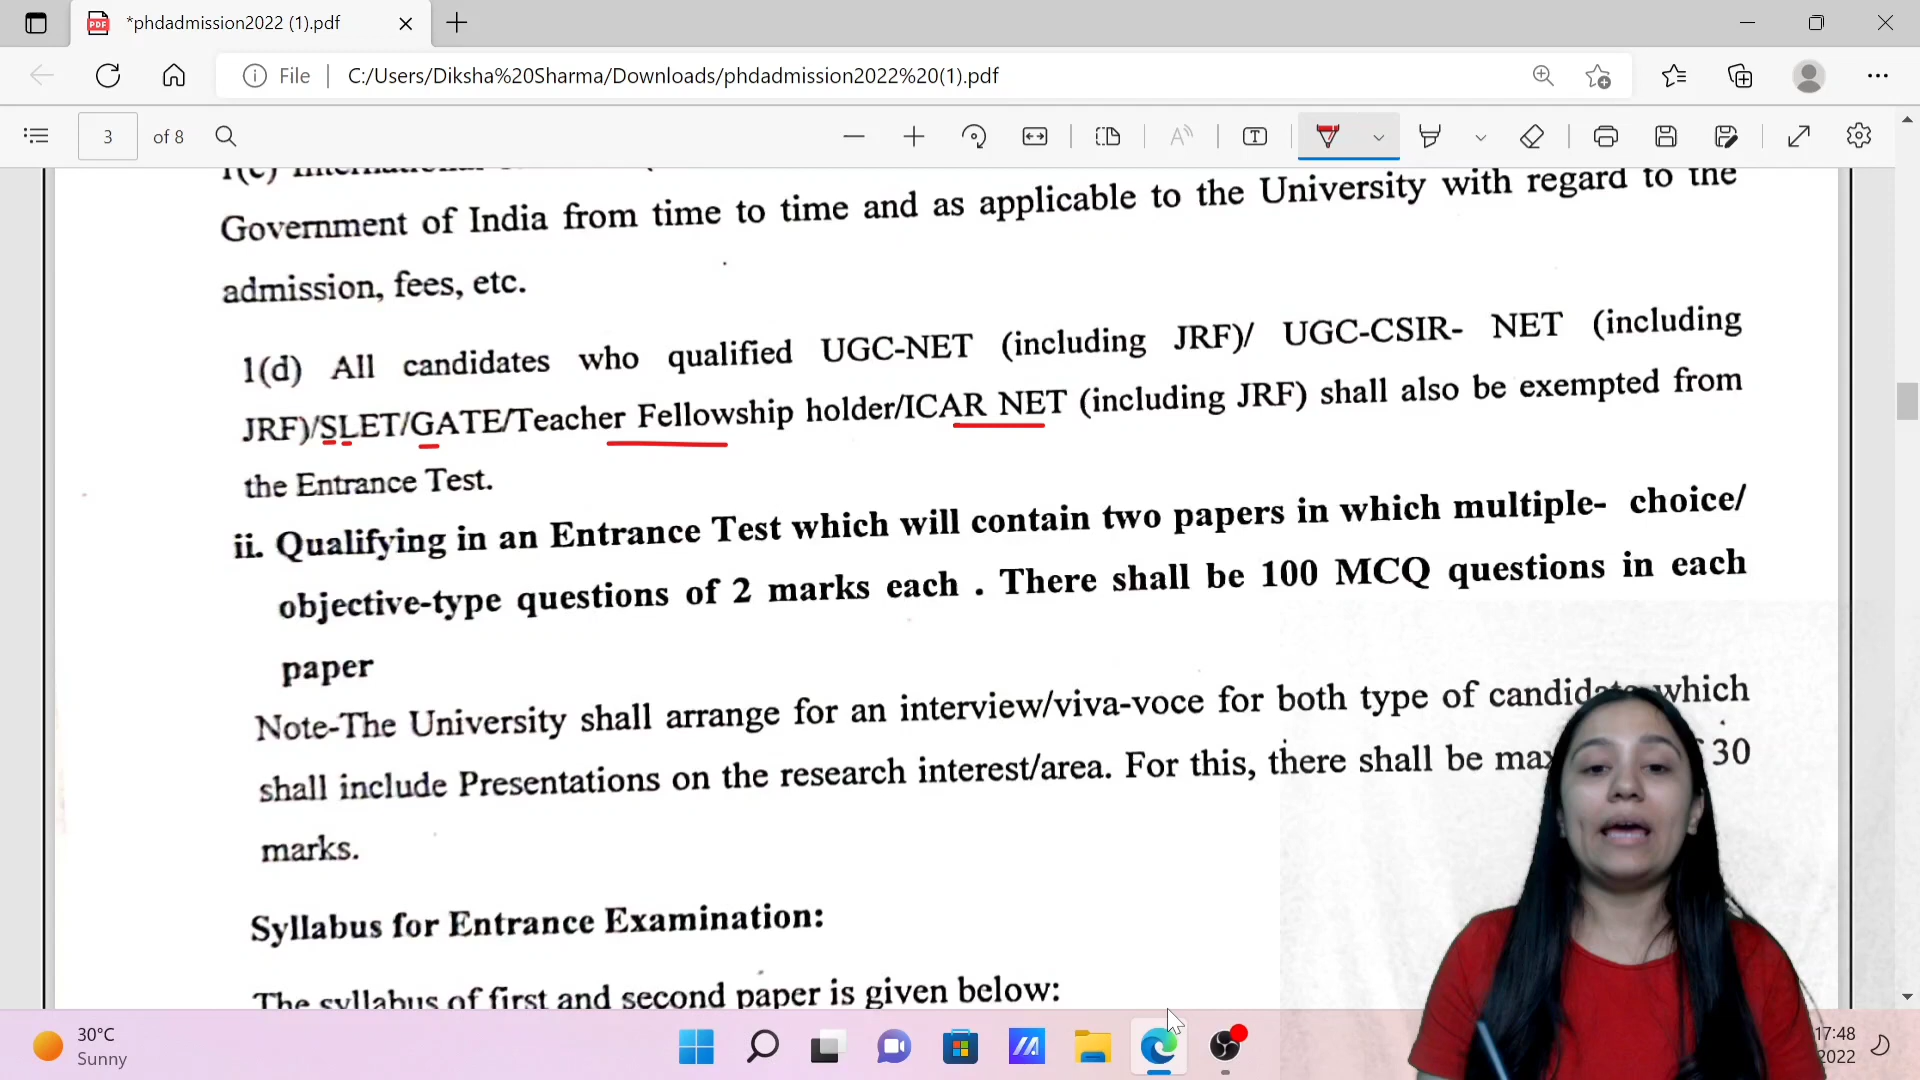 *phdadmission2022 (1).pdf
File
C:/Users/Diksha%20Sharma/Downloads/phdadmission2022%20(1).pdf
3 of 8
Government of India from time to time and as applicable to the University with regard to the
admission, fees, etc.
1(d) All candidates who qualified UGC-NET (including JRF)/ UGC-CSIR- NET (including
JRF)/SLET/GATE/Teacher Fellowship holder/ICAR NET (including JRF) shall also be exempted from
the Entrance Test.
ii. Qualifying in an Entrance Test which will contain two papers in which multiple- choice/
objective-type questions of 2 marks each . There shall be 100 MCQ questions in each
paper
Note-The University shall arrange for an interview/viva-voce for both type of which
shall include Presentations on the research interest/area. For this, there shall be 30
marks.
Syllabus for Entrance Examination:
The syllabus of first and second paper is given below:
30°C
Sunny
17:48
2022